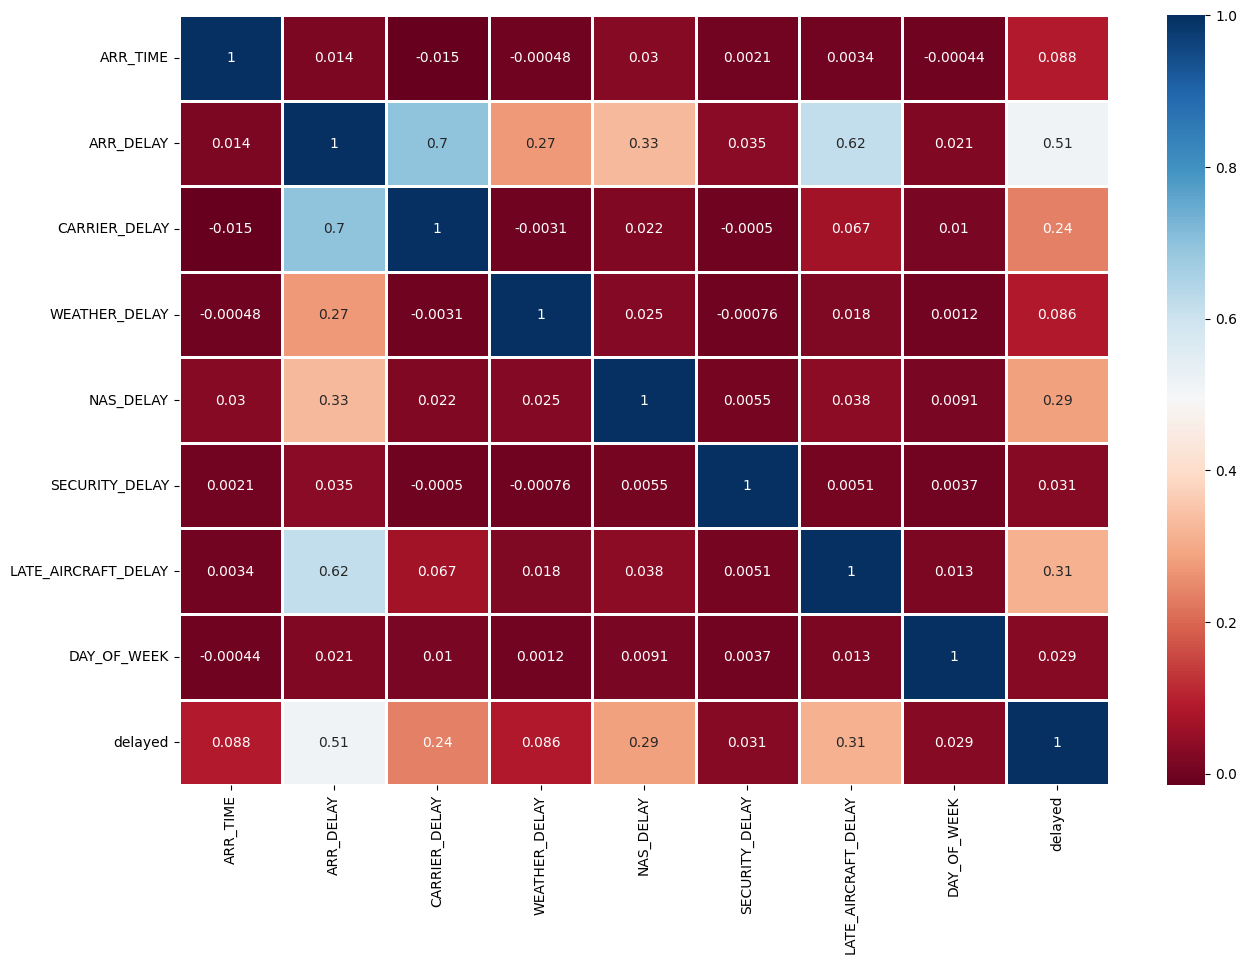 1.0
ARR_TIME 1 0.014 -0.015 -0.00048 0.03 0.0021 0.0034 -0.00044 0.088
ARR_DELAY 0.014 1 0.7 0.27 0.33 0.035 0.62 0.021 0.51
0.8
CARRIER_DELAY -0.015 0.7 1 -0.0031 0.022 -0.0005 0.067 0.01 0.24
WEATHER_DELAY -0.00048 0.27 -0.0031 1 0.025 -0.00076 0.018 0.0012 0.086
0.6
NAS_DELAY 0.03 0.33 0.022 0.025 1 0.0055 0.038 0.0091 0.29
0.4
SECURITY_DELAY 0.0021 0.035 -0.0005 -0.00076 0.0055 1 0.0051 0.0037 0.031
LATE_AIRCRAFT_DELAY 0.0034 0.62 0.067 0.018 0.038 0.0051 1 0.013 0.31
0.2
DAY_OF_WEEK -0.00044 0.021 0.01 0.0012 0.0091 0.0037 0.013 1 0.029
delayed 0.088 0.51 0.24 0.086 0.29 0.031 0.31 0.029 1
0.0
ARR_TIME
ARR_DELAY
CARRIER_DELAY
WEATHER_DELAY
NAS_DELAY
SECURITY_DELAY
LATE_AIRCRAFT_DELAY
DAY_OF_WEEK
delayed